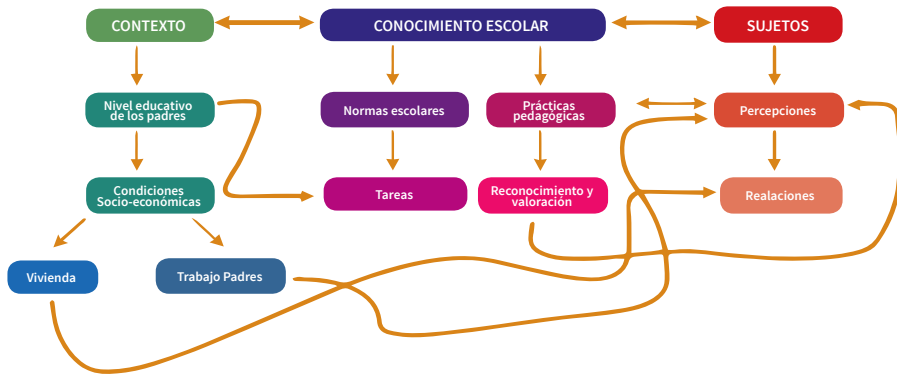 CONTEXTO
CONOCIMIENTO ESCOLAR
SUJETOS
Nivel educativo
de los padres
Normas escolares
Prácticas
pedagógicas
Percepciones
Condiciones
Socio-económicas
Tareas
Reconocimiento y
valoración
Realaciones
Vivienda
Trabajo Padres